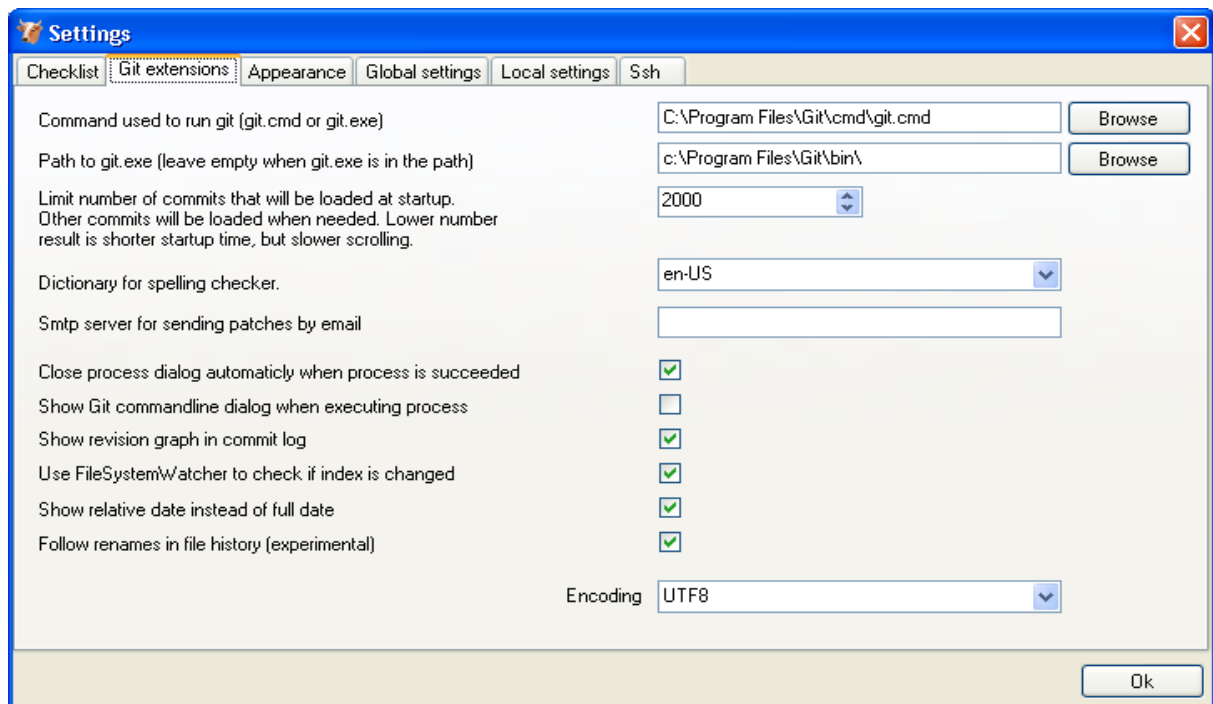 Settings
Checklist Git extensions Appearance Global settings Local settings Ssh
Command used to run git (git.cmd or git.exe) C:\Program Files\Git\cmd\git.cmd Browse
Path to git.exe (leave empty when git.exe is in the path) c:\Program Files\Git\bin\ Browse
Limit number of commits that will be loaded at startup. 2000
Other commits will be loaded when needed. Lower number
result is shorter startup time, but slower scrolling.
Dictionary for spelling checker. en-US
Smtp server for sending patches by email
Close process dialog automaticly when process is succeeded
Show Git commandline dialog when executing process
Show revision graph in commit log
Use FileSystemWatcher to check if index is changed
Show relative date instead of full date
Follow renames in file history (experimental)
Encoding UTF8
Ok